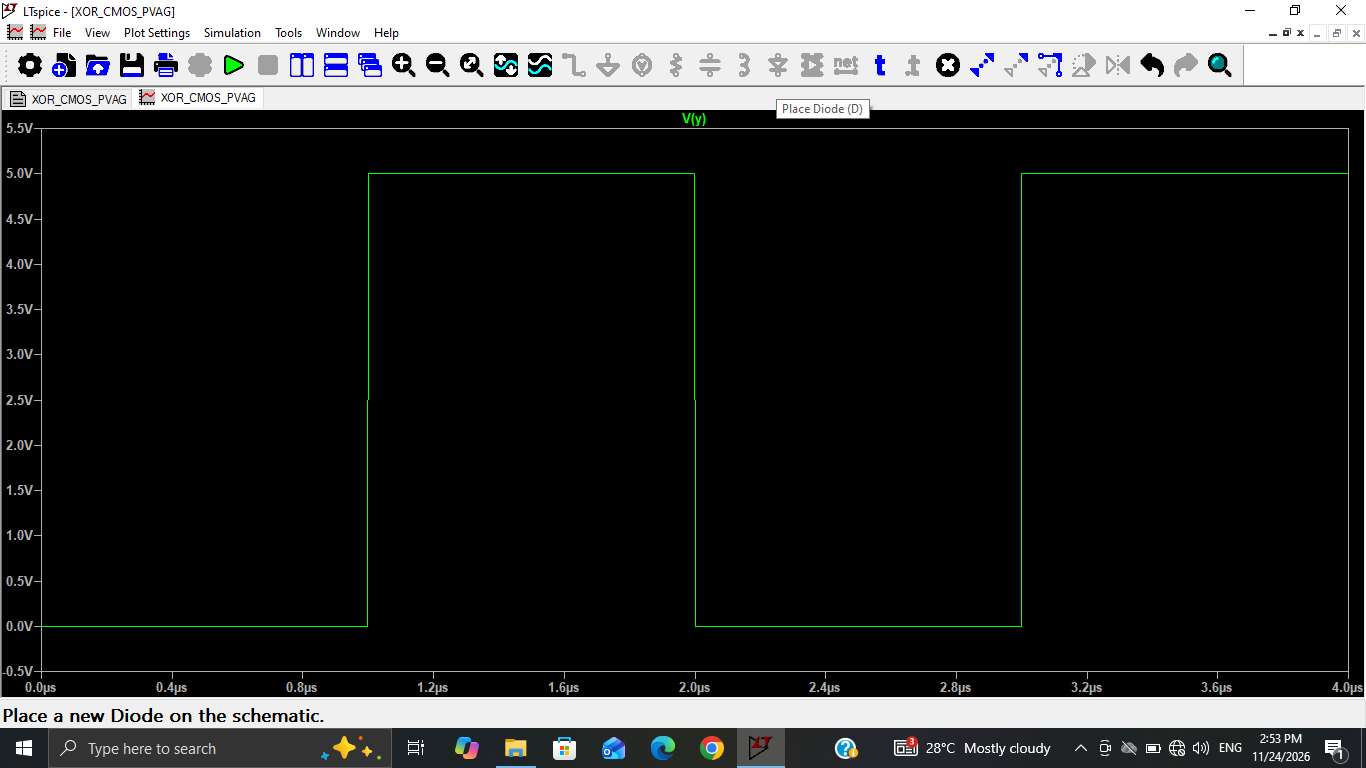 LTspice - [XOR_CMOS_PVAG]
File View Plot Settings Simulation Tools Window Help
net t t
XOR_CMOS_PVAG XOR_CMOS_PVAG
Place Diode (D)
V(y)
5.5V
5.0V
4.5V
4.0V
3.5V
3.0V
2.5V
2.0V
1.5V
1.0V
0.5V
0.0V
-0.5V
0.0µs 0.4µs 0.8µs 1.2µs 1.6µs 2.0µs 2.4µs 2.8µs 3.2µs 3.6µs 4.0µs
Place a new Diode on the schematic.
Type here to search 3 28°C Mostly cloudy ENG 2:53 PM 1
11/24/2026